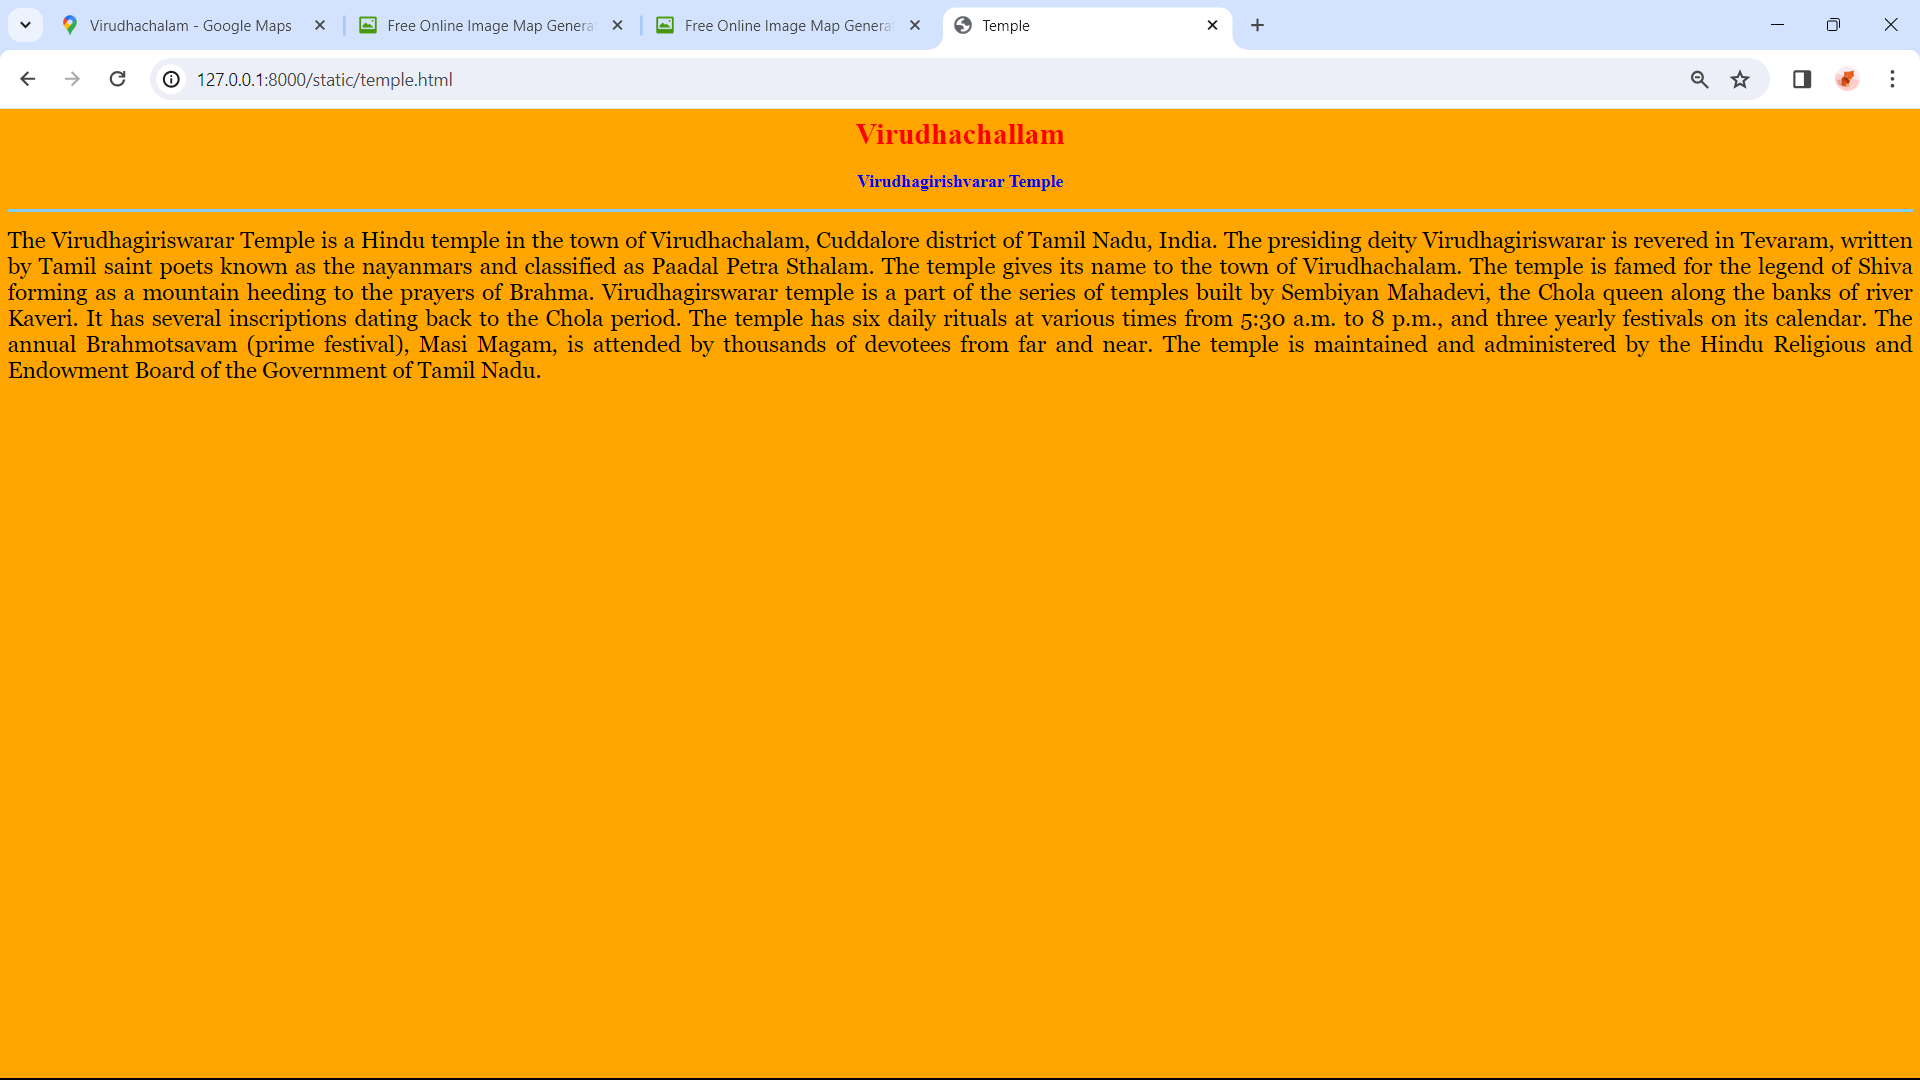 Virudhachalam - Google Maps
Free Online Image Map Genera
Free Online Image Map Genera
Temple
127.0.0.1:8000/static/temple.html
Virudhachallam
Virudhagirishvarar Temple
The Virudhagiriswarar Temple is a Hindu temple in the town of Virudhachalam, Cuddalore district of Tamil Nadu, India. The presiding deity Virudhagiriswarar is revered in Tevaram, written
by Tamil saint poets known as the nayanmars and classified as Paadal Petra Sthalam. The temple gives its name to the town of Virudhachalam. The temple is famed for the legend of Shiva
forming as a mountain heeding to the prayers of Brahma. Virudhagirswarar temple is a part of the series of temples built by Sembiyan Mahadevi, the Chola queen along the banks of river
Kaveri. It has several inscriptions dating back to the Chola period. The temple has six daily rituals at various times from 5:30 a.m. to 8 p.m., and three yearly festivals on its calendar. The
annual Brahmotsavam (prime festival), Masi Magam, is attended by thousands of devotees from far and near. The temple is maintained and administered by the Hindu Religious and
Endowment Board of the Government of Tamil Nadu.